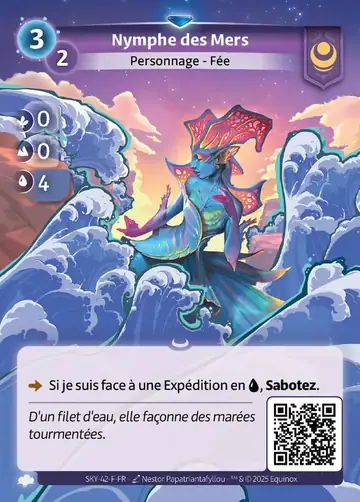 3
2
Nymphe des Mers
Personnage - Fée
0
0
4
Si je suis face à une Expédition en , Sabotez.
D'un filet d'eau, elle façonne des marées
tourmentées.
SKY-42-F-FR - Nestor Papatriantafyllou - ™ & © 2025 Equinox